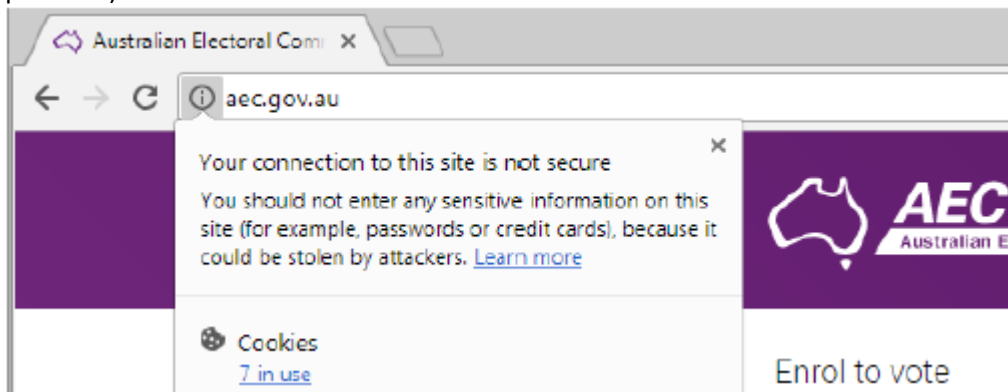 Australian Electoral Com
aec.gov.au
Your connection to this site is not secure
You should not enter any sensitive information on this
site (for example, passwords or credit cards), because it
could be stolen by attackers. Learn more
AEC
Australian E
Cookies
7 in use
Enrol to vote